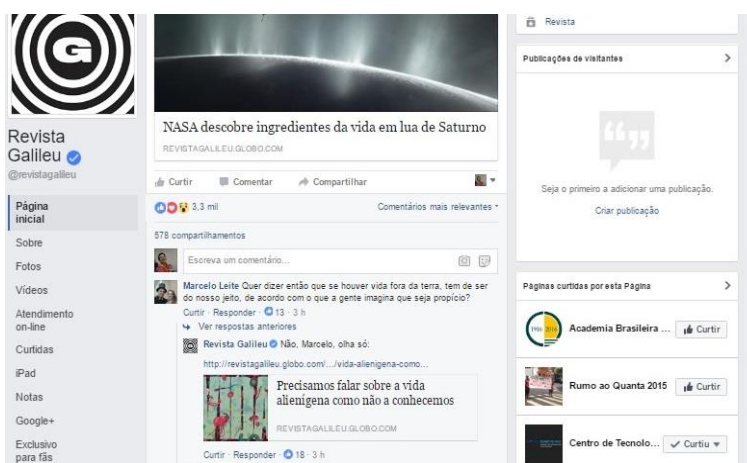 G
Revista
Galileu
@revistagalileu
Página
inicial
Sobre
Fotos
Vídeos
Atendimento
on-line
Curtidas
iPad
Notas
Google+
Exclusivo
para fãs
NASA descobre ingredientes da vida em lua de Saturno
REVISTAGALILEU.GLOBO.COM
Curtir Comentar Compartilhar
3,3 mil Comentários mais relevantes
578 compartilhamentos
Escreva um comentário...
Marcelo Leite Quer dizer então que se houver vida fora da terra, tem de ser
do nosso jeito, de acordo com o que a gente imagina que seja propício?
Curtir · Responder · 13 · 3 h
Ver respostas anteriores
Revista Galileu Não, Marcelo, olha só:
http://revistagalileu.globo.com/.../vida-alienigena-como...
Precisamos falar sobre a vida
alienígena como não a conhecemos
REVISTAGALILEU.GLOBO.COM
Curtir · Responder · 18 · 3 h
Revista
Publicações de visitantes
Seja o primeiro a adicionar uma publicação.
Criar publicação
Páginas curtidas por esta Página
1916 2016
Academia Brasileira ... Curtir
Rumo ao Quanta 2015 Curtir
Centro de Tecnolo... Curtiu